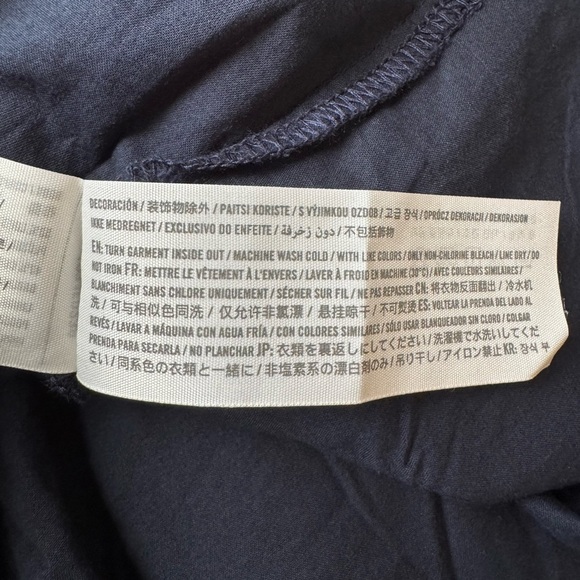 DECORACIÓN / 装饰物除外 / PAITSI KORISTE / S VÝJIMKOU OZDOB / 고급 장식 / OPRÓCZ DEKORACJI / DEKORASJON
IKKE MEDREGNET / EXCLUSIVO DO ENFEITE / دون زخرفة / 不包括飾物
EN: TURN GARMENT INSIDE OUT / MACHINE WASH COLD / WITH LIKE COLORS / ONLY NON-CHLORINE BLEACH / LINE DRY / DO
NOT IRON FR: METTRE LE VÊTEMENT À L'ENVERS / LAVER À FROID EN MACHINE (30°C) / AVEC COULEURS SIMILAIRES /
BLANCHIMENT SANS CHLORE UNIQUEMENT / SÉCHER SUR FIL / NE PAS REPASSER CN: 将衣物反面翻出 / 冷水机
洗 / 可与相似色同洗 / 仅允许非氯漂 / 悬挂晾干 / 不可熨烫 ES: VOLTEAR LA PRENDA DEL LADO AL
REVÉS / LAVAR A MÁQUINA CON AGUA FRÍA / CON COLORES SIMILARES / SÓLO USAR BLANQUEADOR SIN CLORO / COLGAR
PRENDA PARA SECARLA / NO PLANCHAR JP: 衣類を裏返しにしてください / 洗濯機で水洗いしてくだ
さい / 同系色の衣類と一緒に / 非塩素系の漂白剤のみ / 吊り干し / アイロン禁止 KR: 장식 부